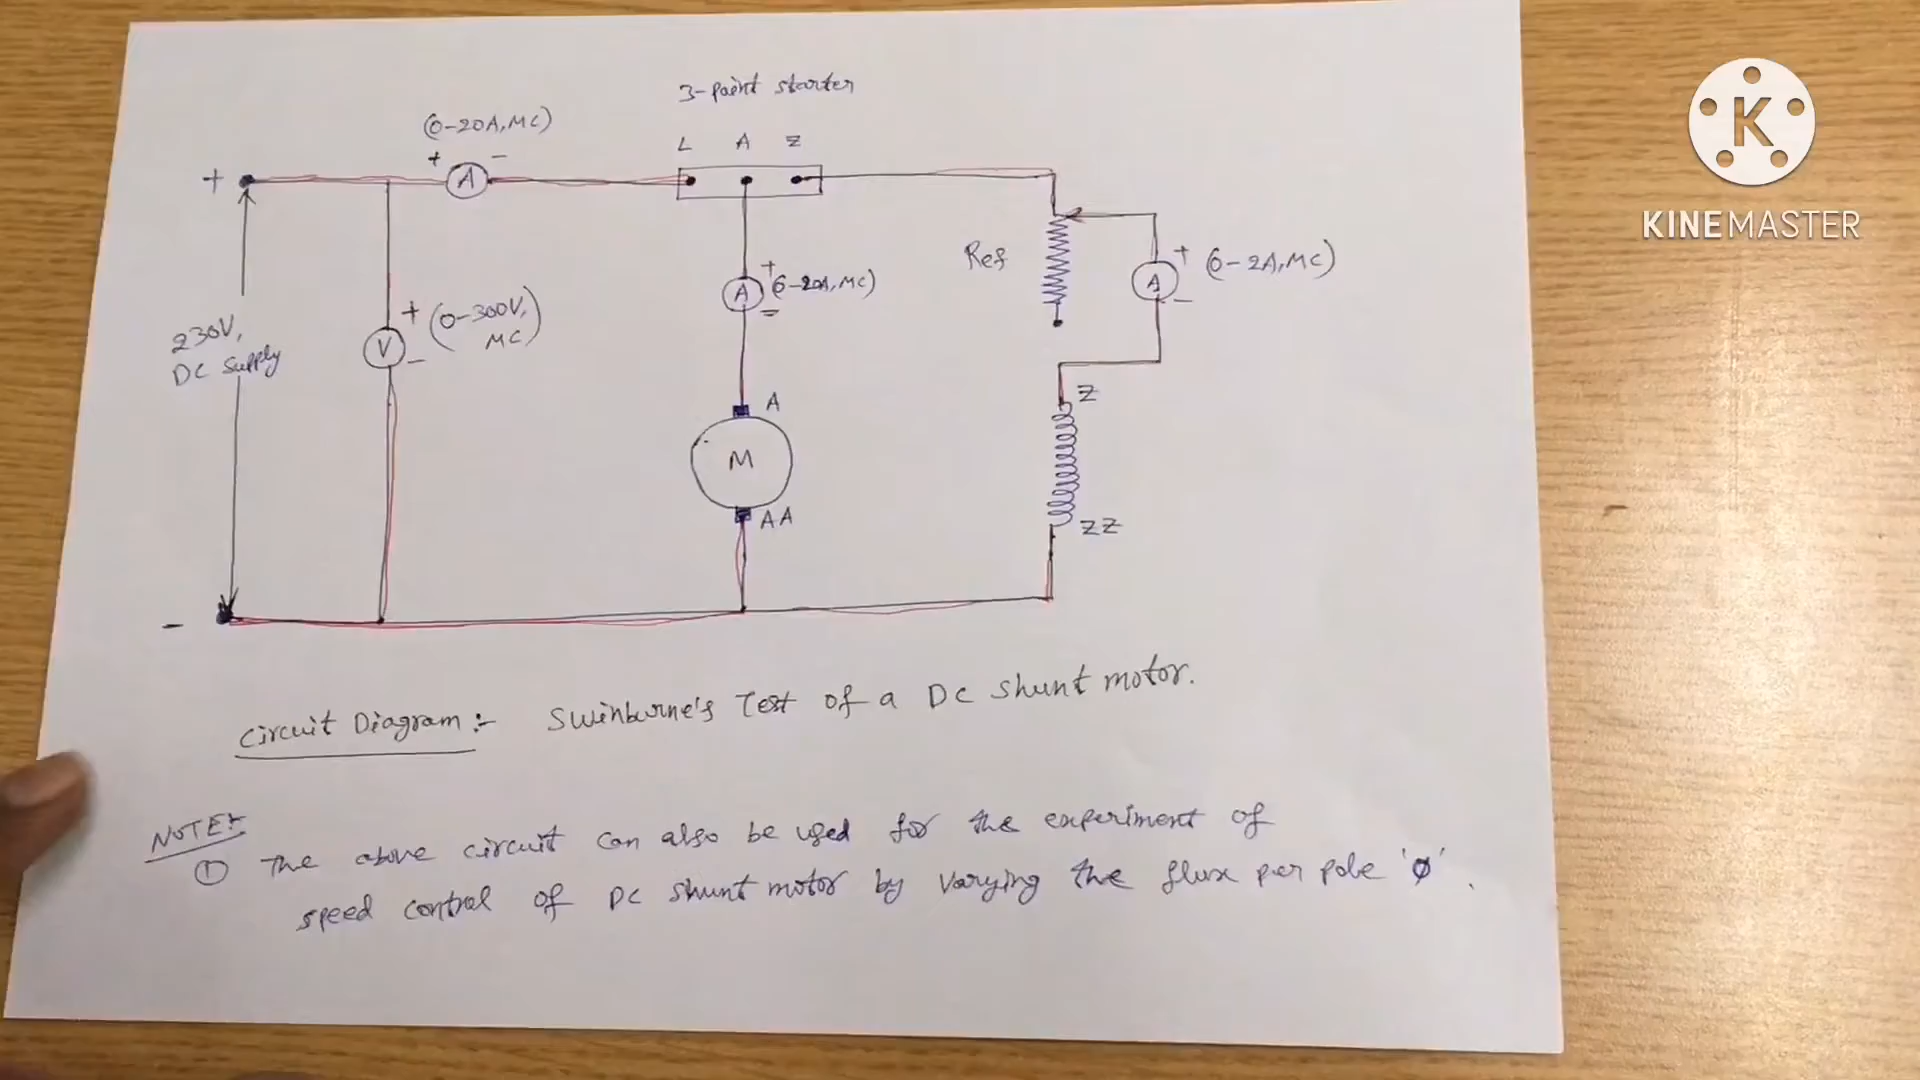 3-point starter
(0-20A, MC)
L A Z
+ + - A
Ref
A + (0-2A, MC) -
A + (0-20A, MC) -
230V,
DC Supply
V + (0-300V,
MC) -
Z
A
M
AA
ZZ
-
Circuit Diagram:- Swinburne's Test of a DC shunt motor.
NOTE:-
① The above circuit can also be used for the experiment of
speed control of DC shunt motor by varying the flux per pole 'Ø'.
K
KINEMASTER